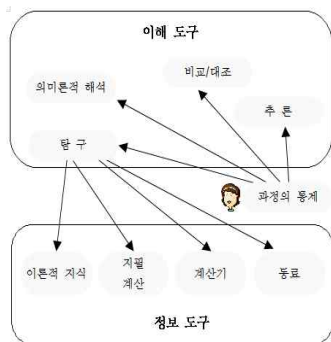 이해 도구
비교/대조
의미론적 해석
추 론
탐 구
과정의 통제
이론적 지식
지필
계산
계산기
동료
정보 도구